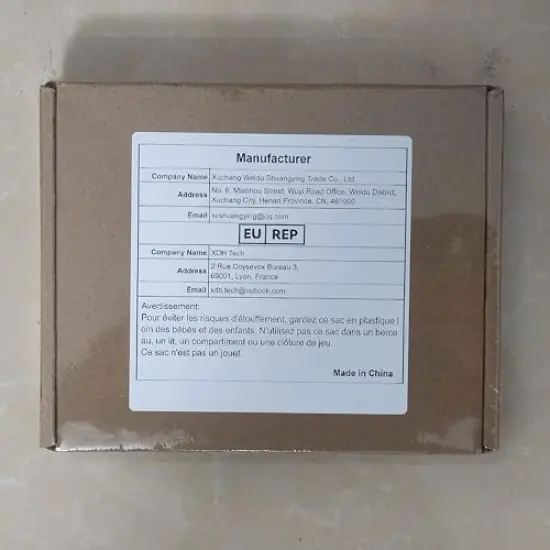 Manufacturer
Company Name Xuchang Weidu Shuangying Trade Co., Ltd.
Address No. 6, Miaohou Street, Wuyi Road Office, Weidu District,
Xuchang City, Henan Province, CN, 461000
Email scshuangying@qq.com
EU REP
Company Name XDH Tech
Address 2 Rue Coysevox Bureau 3,
69001, Lyon, France
Email xdh.tech@outlook.com
Avertissement:
Pour éviter les risques d'étouffement, gardez ce sac en plastique l
oin des bébés et des enfants. N'utilisez pas ce sac dans un berce
au, un lit, un compartiment ou une clôture de jeu.
Ce sac n'est pas un jouet.
Made in China